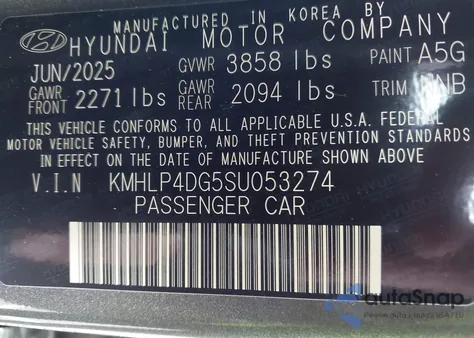 MANUFACTURED IN KOREA BY
HYUNDAI MOTOR COMPANY
JUN/2025 GVWR 3858 lbs PAINT A5G
GAWR FRONT 2271 lbs GAWR REAR 2094 lbs TRIM
THIS VEHICLE CONFORMS TO ALL APPLICABLE U.S.A. FEDERAL
MOTOR VEHICLE SAFETY, BUMPER, AND THEFT PREVENTION STANDARDS
IN EFFECT ON THE DATE OF MANUFACTURE SHOWN ABOVE
V.I.N KMHLP4DG5SU053274
PASSENGER CAR
autoSnap